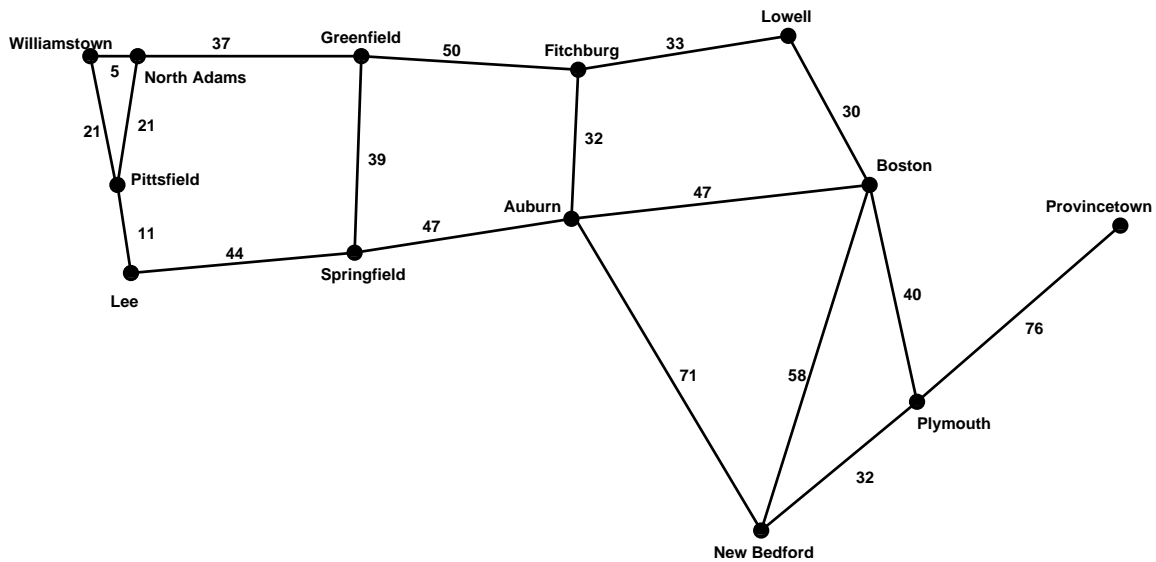 Lowell
Williamstown
37
Greenfield
50
Fitchburg
33
5
North Adams
21
21
32
30
39
Pittsfield
Boston
Auburn
47
Provincetown
11
44
47
Springfield
Lee
40
76
71
58
Plymouth
32
New Bedford